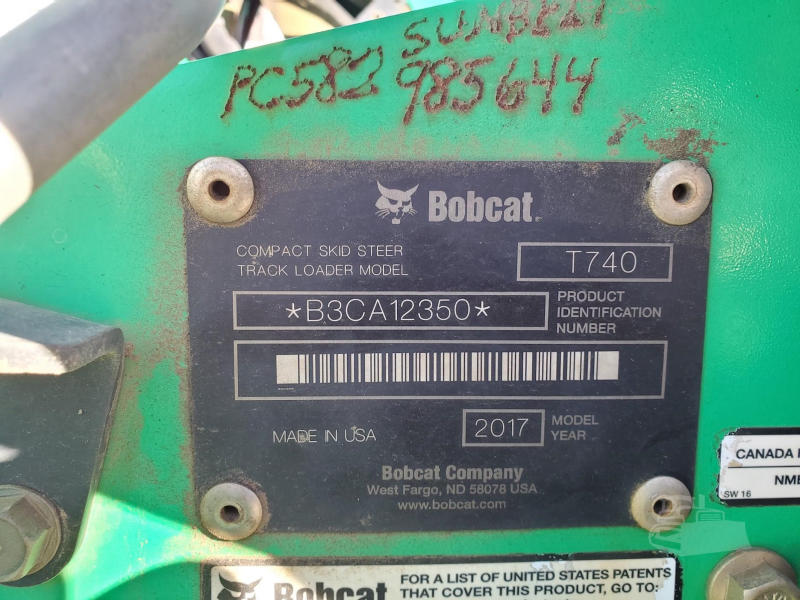 SUNBELT
PC582 985644
Bobcat
COMPACT SKID STEER
TRACK LOADER MODEL
T740
*B3CA12350*
PRODUCT
IDENTIFICATION
NUMBER
MADE IN USA
2017
MODEL
YEAR
Bobcat Company
West Fargo, ND 58078 USA
www.bobcat.com
CANADA
NMB
SW 16
Bobcat
FOR A LIST OF UNITED STATES PATENTS
THAT COVER THIS PRODUCT, GO TO: